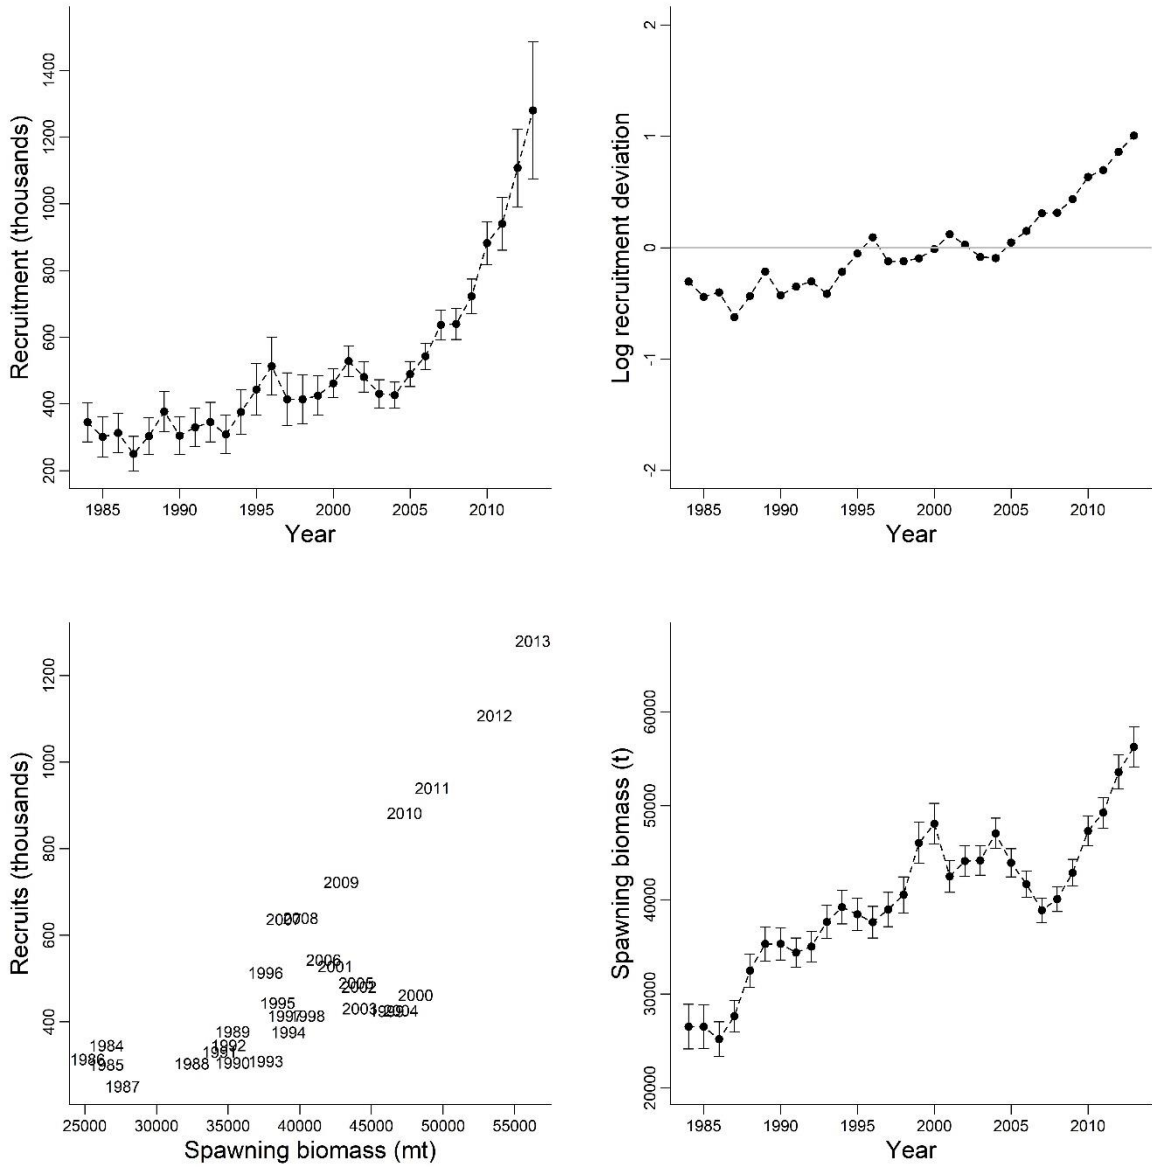 Recruitment (thousands)
1400
1200
1000
800
600
400
200
1985 1990 1995 2000 2005 2010
Year
Log recruitment deviation
2
1
0
-1
-2
1985 1990 1995 2000 2005 2010
Year
Recruits (thousands)
1200
1000
800
600
400
2013
2012
2011
2010
2009
2007 2008
2006
2001
1996
2005
2002
2000
1995
2003 1999 2004
1997 1998
1989 1994
1984 1992
1991
1986
1985 1988 1990 1993
1987
25000 30000 35000 40000 45000 50000 55000
Spawning biomass (mt)
Spawning biomass (t)
60000
50000
40000
30000
20000
1985 1990 1995 2000 2005 2010
Year